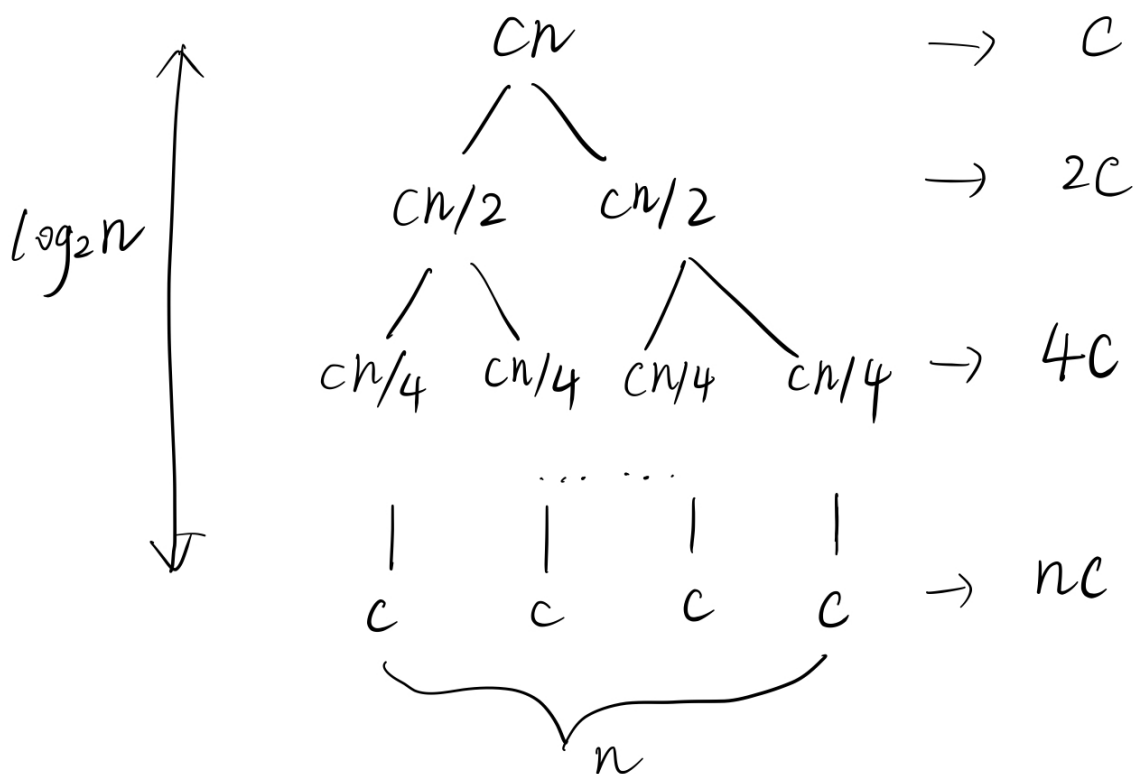 cn → c
cn/2 cn/2 → 2c
log₂n
cn/4 cn/4 cn/4 cn/4 → 4c
... ...
c c c c → nc
n